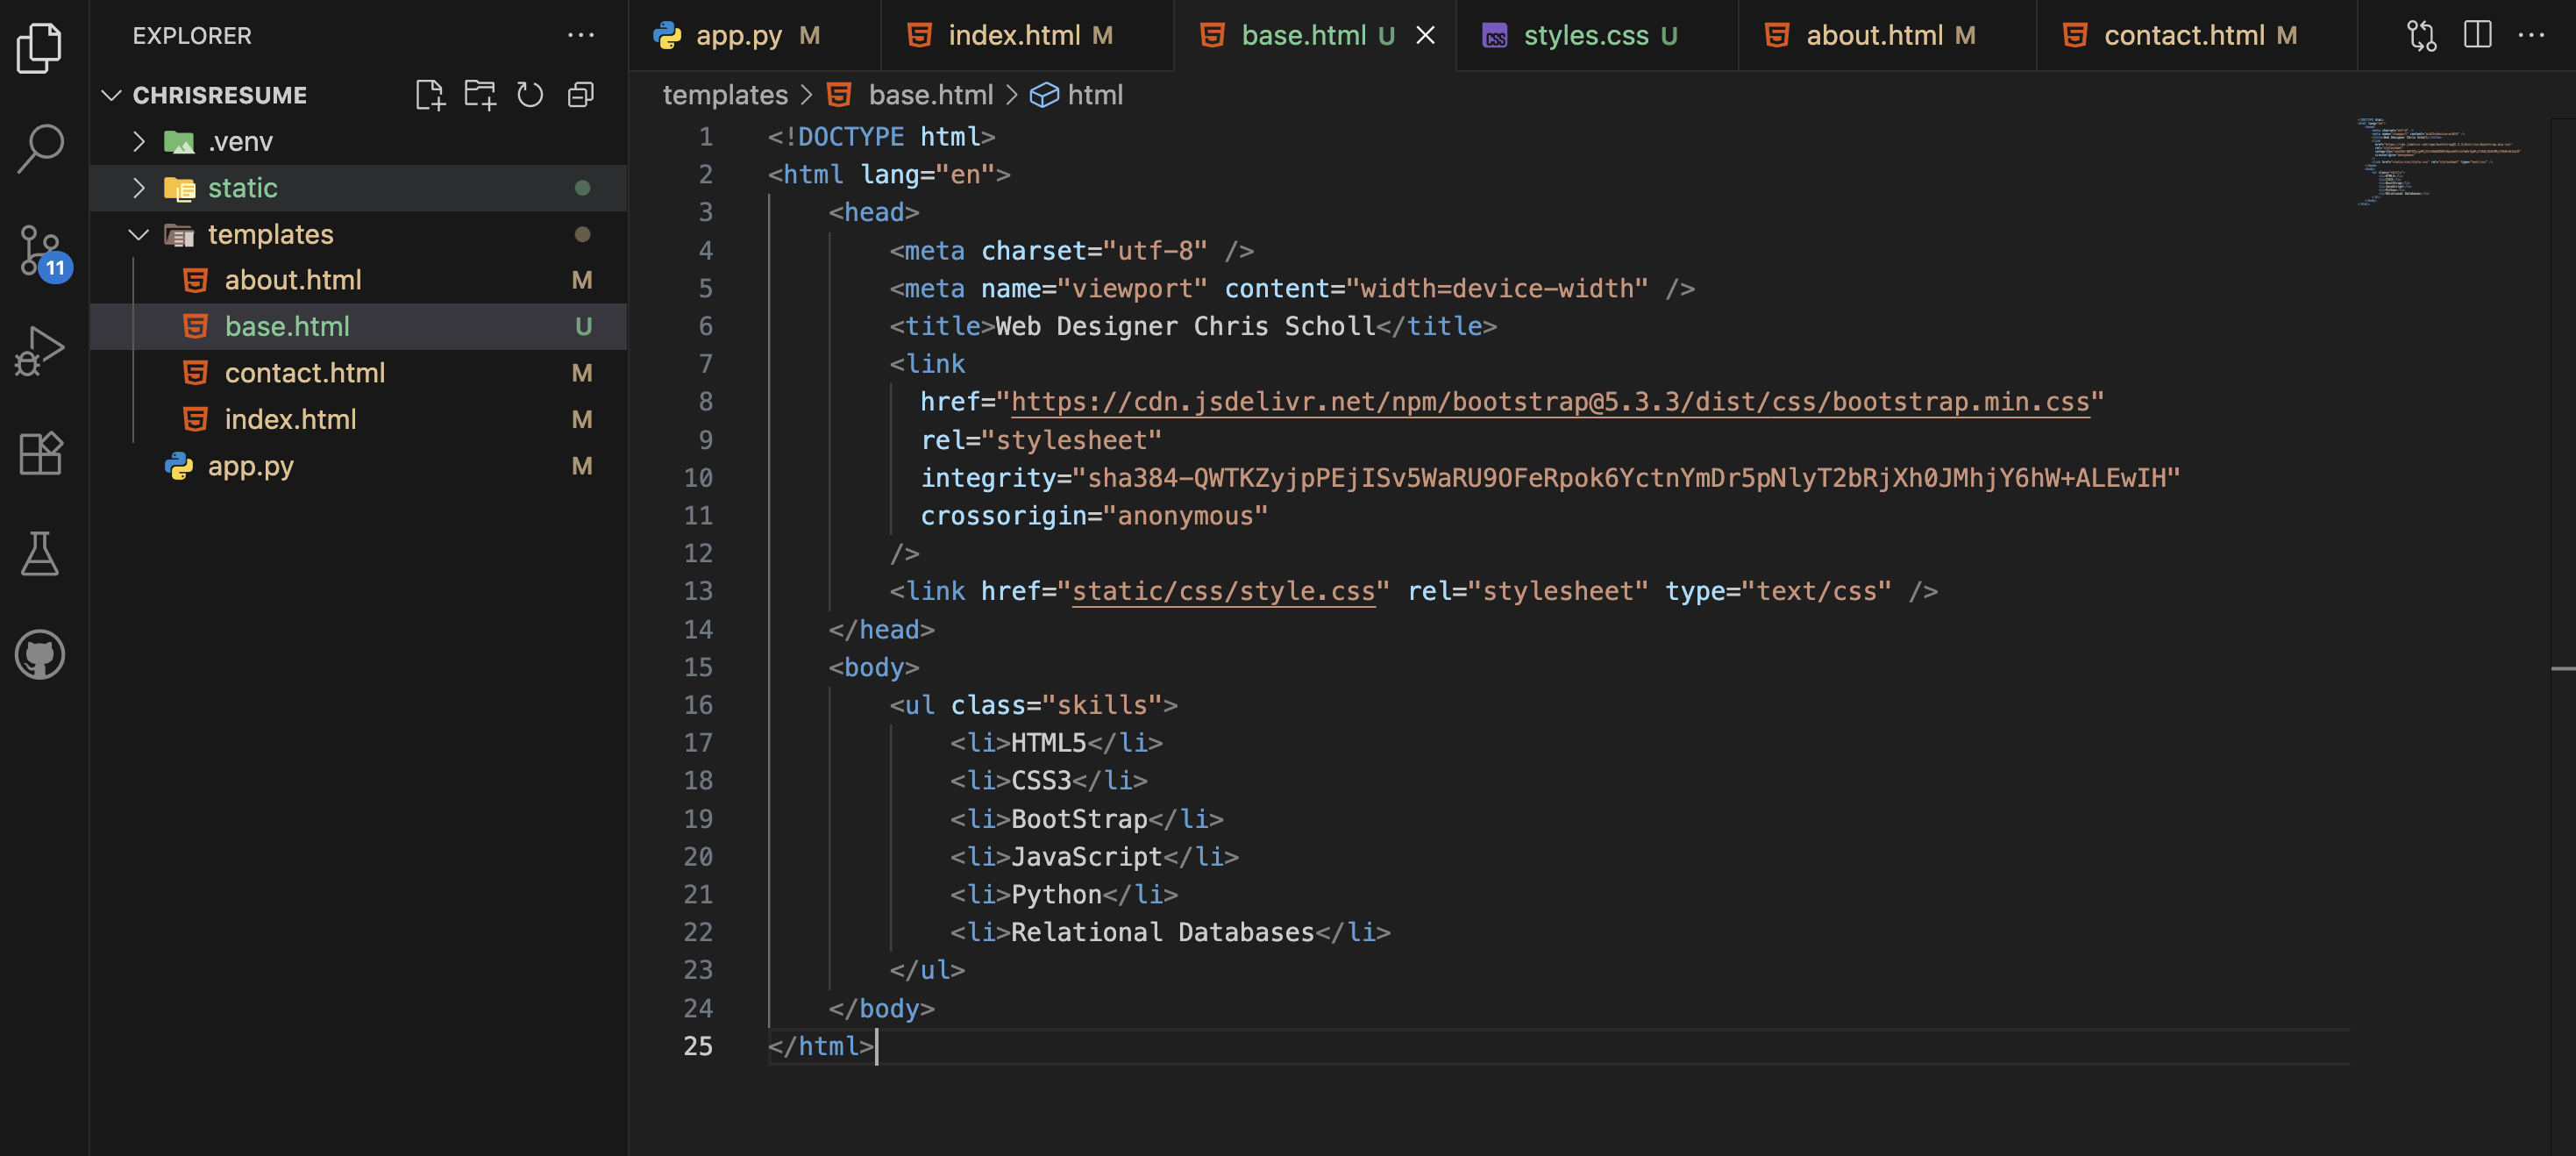 EXPLORER
CHRISRESUME
.venv
static
templates
about.html M
base.html U
contact.html M
index.html M
app.py M
11
app.py M
index.html M
base.html U
styles.css U
about.html M
contact.html M
templates > base.html > html
1 <!DOCTYPE html>
2 <html lang="en">
3 <head>
4 <meta charset="utf-8" />
5 <meta name="viewport" content="width=device-width" />
6 <title>Web Designer Chris Scholl</title>
7 <link
8 href="https://cdn.jsdelivr.net/npm/bootstrap@5.3.3/dist/css/bootstrap.min.css"
9 rel="stylesheet"
10 integrity="sha384-QWTKZyjpPEjISv5WaRU9OFeRpok6YctnYmDr5pNlyT2bRjXh0JMhjY6hW+ALEwIH"
11 crossorigin="anonymous"
12 />
13 <link href="static/css/style.css" rel="stylesheet" type="text/css" />
14 </head>
15 <body>
16 <ul class="skills">
17 <li>HTML5</li>
18 <li>CSS3</li>
19 <li>BootStrap</li>
20 <li>JavaScript</li>
21 <li>Python</li>
22 <li>Relational Databases</li>
23 </ul>
24 </body>
25 </html>